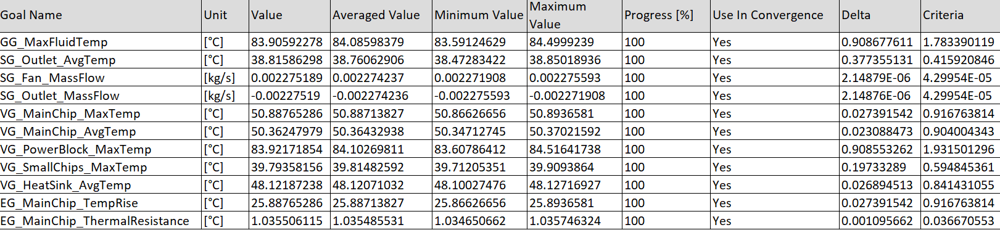 Goal Name Unit Value Averaged Value Minimum Value Maximum Value Progress [%] Use In Convergence Delta Criteria
GG_MaxFluidTemp [°C] 83.90592278 84.08598379 83.59124629 84.4999239 100 Yes 0.908677611 1.783390119
SG_Outlet_AvgTemp [°C] 38.81586298 38.76062906 38.47283422 38.85018936 100 Yes 0.377355131 0.415920846
SG_Fan_MassFlow [kg/s] 0.002275189 0.002274237 0.002271908 0.002275593 100 Yes 2.14879E-06 4.29954E-05
SG_Outlet_MassFlow [kg/s] -0.00227519 -0.002274236 -0.002275593 -0.002271908 100 Yes 2.14876E-06 4.29954E-05
VG_MainChip_MaxTemp [°C] 50.88765286 50.88713827 50.86626656 50.8936581 100 Yes 0.027391542 0.916763814
VG_MainChip_AvgTemp [°C] 50.36247979 50.36432938 50.34712745 50.37021592 100 Yes 0.023088473 0.904004343
VG_PowerBlock_MaxTemp [°C] 83.92171854 84.10269811 83.60786412 84.51641738 100 Yes 0.908553262 1.931501296
VG_SmallChips_MaxTemp [°C] 39.79358156 39.81482592 39.71205351 39.9093864 100 Yes 0.19733289 0.594845361
VG_HeatSink_AvgTemp [°C] 48.12187238 48.12071032 48.10027476 48.12716927 100 Yes 0.026894513 0.841431055
EG_MainChip_TempRise [°C] 25.88765286 25.88713827 25.86626656 25.8936581 100 Yes 0.027391542 0.916763814
EG_MainChip_ThermalResistance [°C] 1.035506115 1.035485531 1.034650662 1.035746324 100 Yes 0.001095662 0.036670553